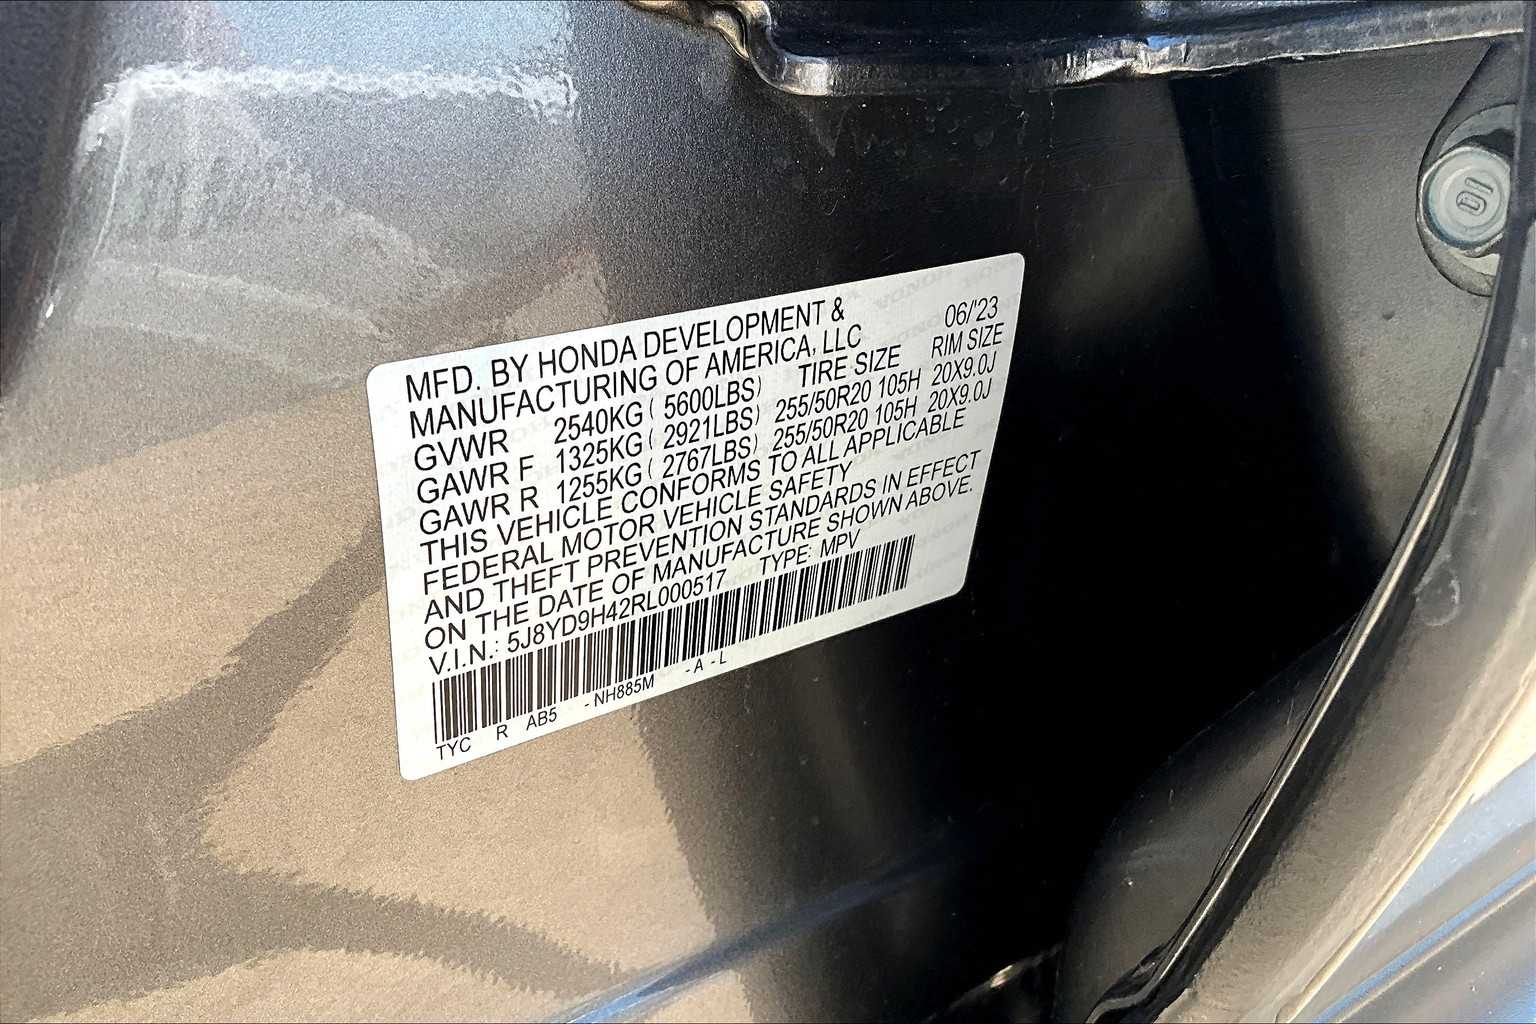 MFD. BY HONDA DEVELOPMENT &
MANUFACTURING OF AMERICA, LLC 06/'23
GVWR 2540KG ( 5600LBS) TIRE SIZE RIM SIZE
GAWR F 1325KG ( 2921LBS) 255/50R20 105H 20X9.0J
GAWR R 1255KG ( 2767LBS) 255/50R20 105H 20X9.0J
THIS VEHICLE CONFORMS TO ALL APPLICABLE
FEDERAL MOTOR VEHICLE SAFETY
AND THEFT PREVENTION STANDARDS IN EFFECT
ON THE DATE OF MANUFACTURE SHOWN ABOVE.
V.I.N.: 5J8YD9H42RL000517 TYPE: MPV
TYC R AB5 -NH885M -A -L